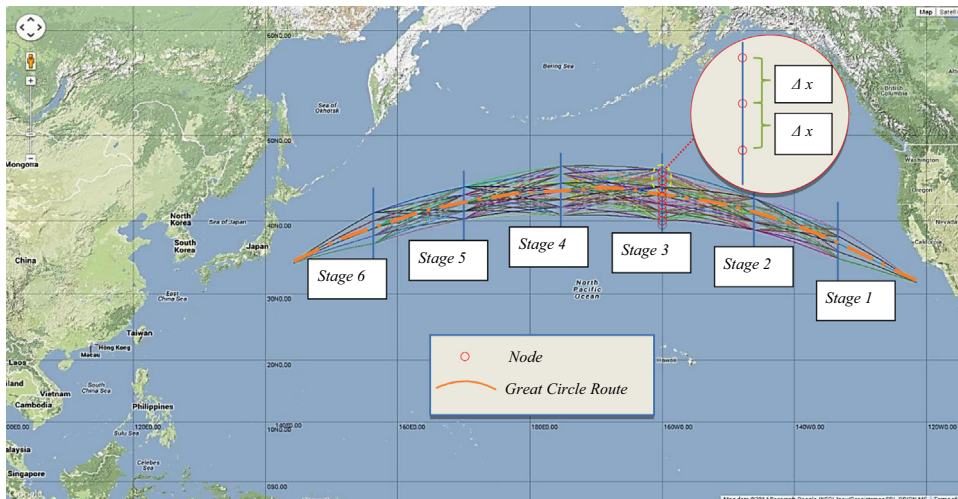 Map
60N0.00
Bering Sea
British
Columbia
Sea of
Okhotsk
Δ x
Δ x
50N0.00
Mongolia
Washington
Oregon
Nevada
California
North
Korea
Sea of Japan
South
Korea
Japan
40N0.00
China
East
China Sea
Stage 6
Stage 5
Stage 4
Stage 3
Stage 2
Stage 1
North
Pacific
Ocean
30N0.00
Taiwan
Hong Kong
Macau
Laos
Vietnam
Cambodia
South
China Sea
Philippines
Sulu Sea
Celebes
Sea
Singapore
Hawaii
20N0.00
Node
Great Circle Route
120E0.00
160E0.00
180E0.00
160W0.00
140W0.00
120W0.00
10N0.00